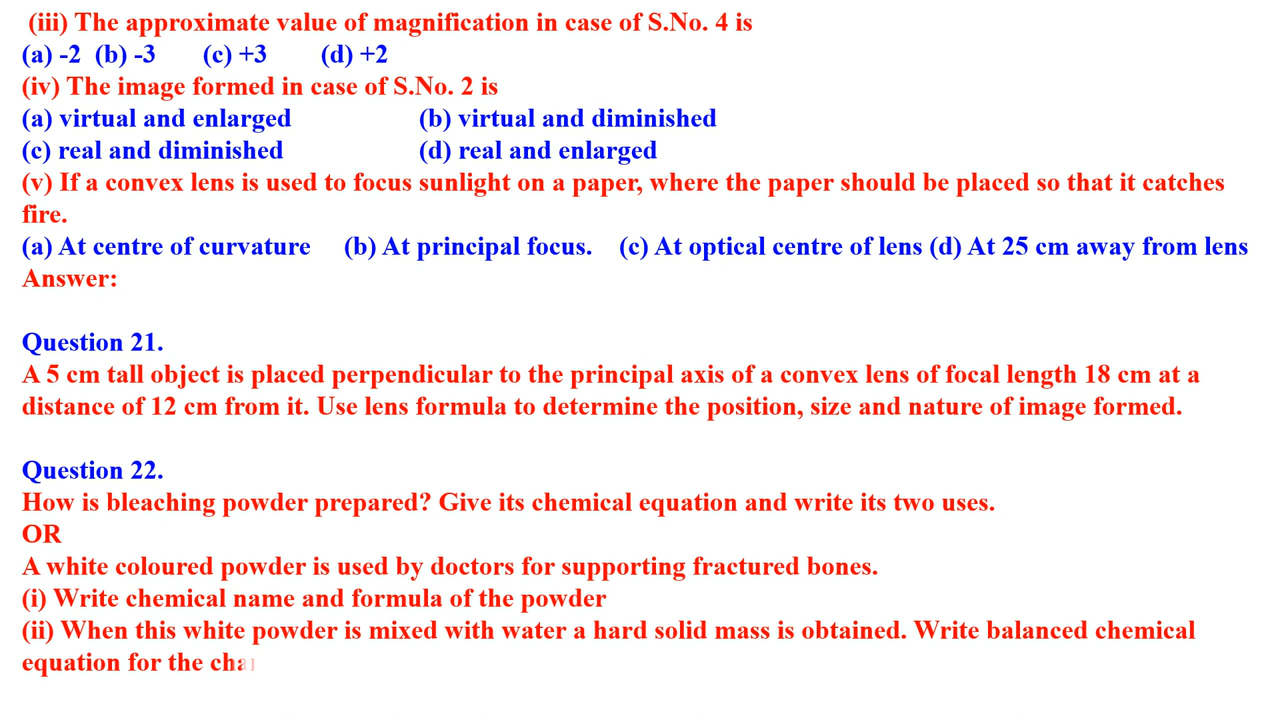 (iii) The approximate value of magnification in case of S.No. 4 is
(a) -2 (b) -3 (c) +3 (d) +2
(iv) The image formed in case of S.No. 2 is
(a) virtual and enlarged (b) virtual and diminished
(c) real and diminished (d) real and enlarged
(v) If a convex lens is used to focus sunlight on a paper, where the paper should be placed so that it catches
fire.
(a) At centre of curvature (b) At principal focus. (c) At optical centre of lens (d) At 25 cm away from lens
Answer:
Question 21.
A 5 cm tall object is placed perpendicular to the principal axis of a convex lens of focal length 18 cm at a
distance of 12 cm from it. Use lens formula to determine the position, size and nature of image formed.
Question 22.
How is bleaching powder prepared? Give its chemical equation and write its two uses.
OR
A white coloured powder is used by doctors for supporting fractured bones.
(i) Write chemical name and formula of the powder
(ii) When this white powder is mixed with water a hard solid mass is obtained. Write balanced chemical
equation for the